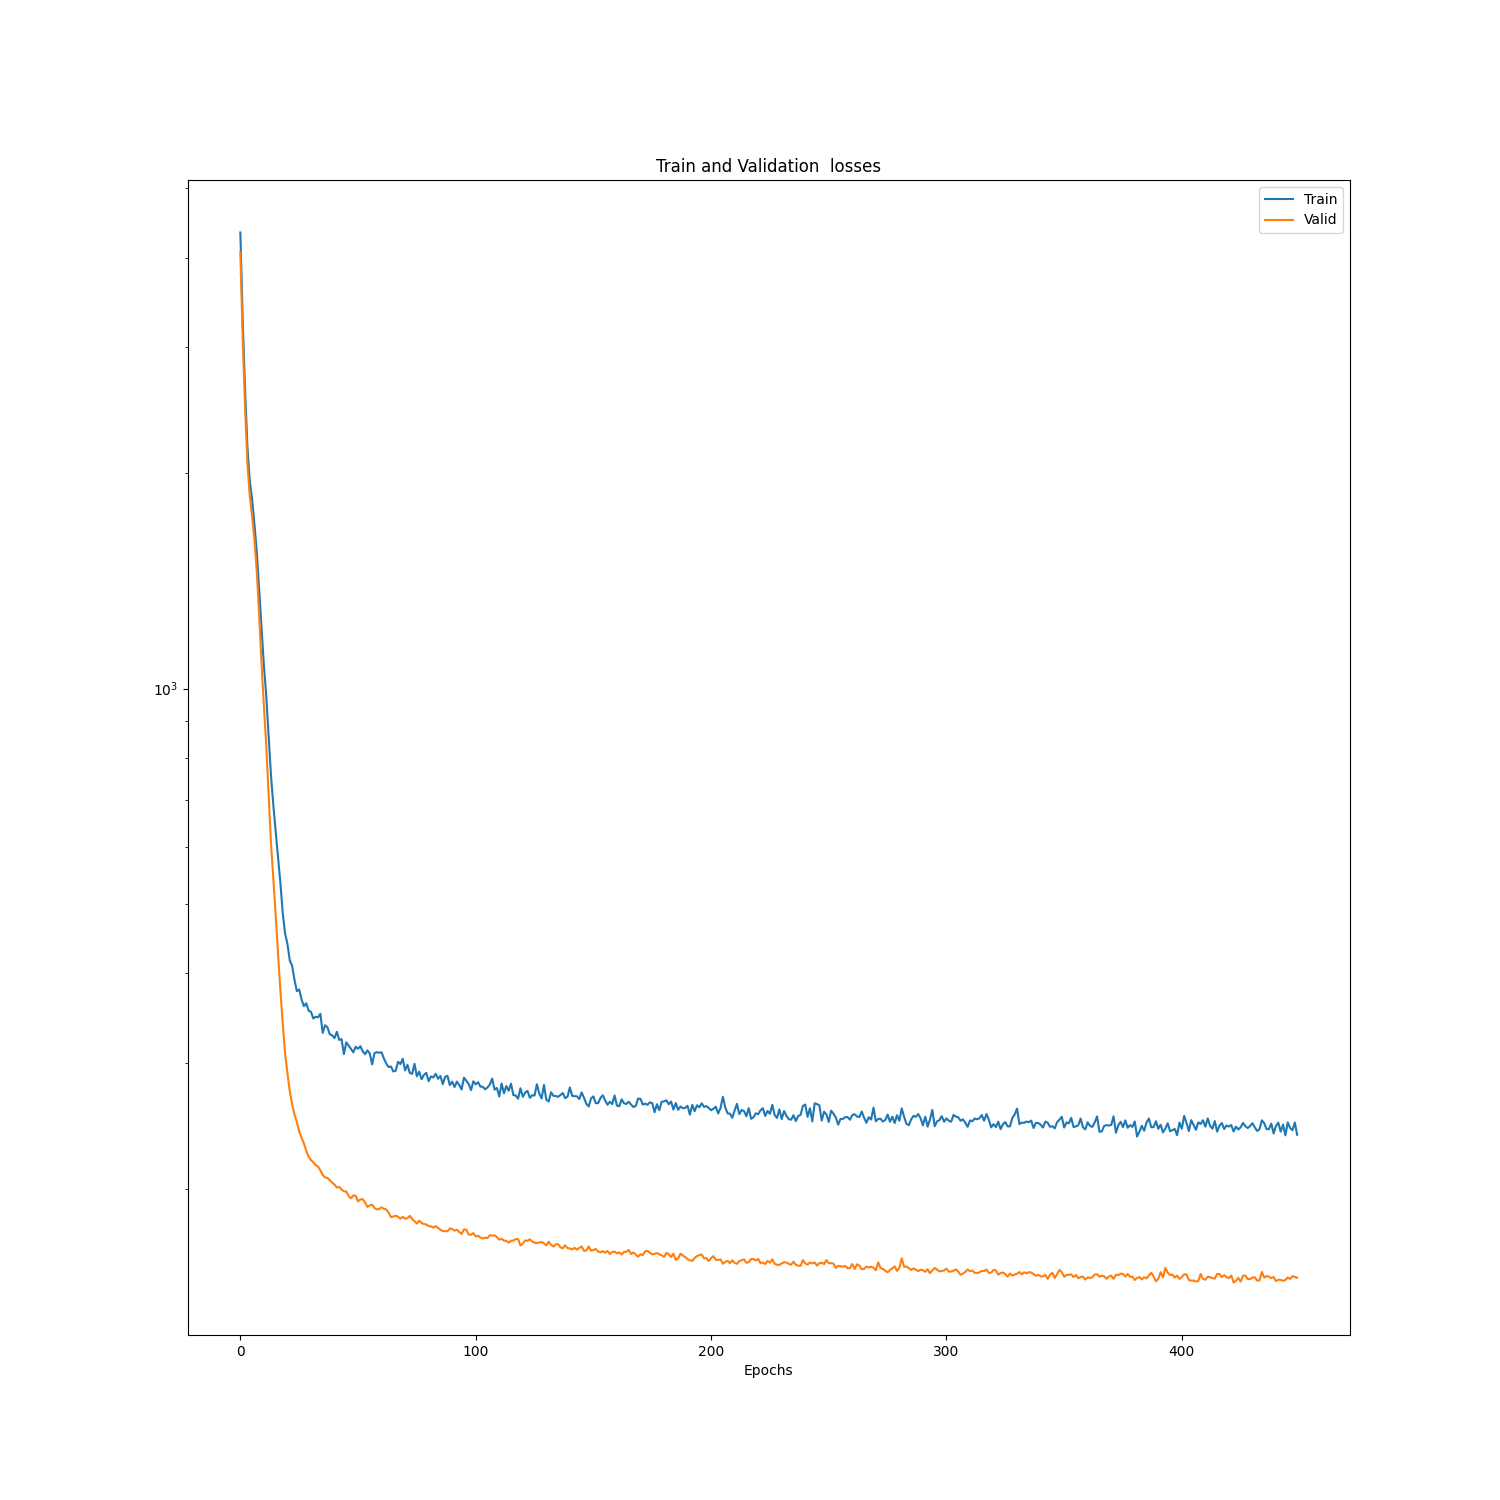 Train and Validation  losses
Train
Valid
10³
0 100 200 300 400
Epochs